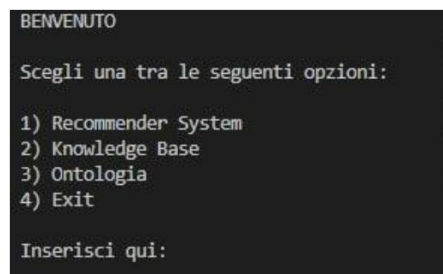 BENVENUTO
Scegli una tra le seguenti opzioni:
1) Recommender System
2) Knowledge Base
3) Ontologia
4) Exit
Inserisci qui: